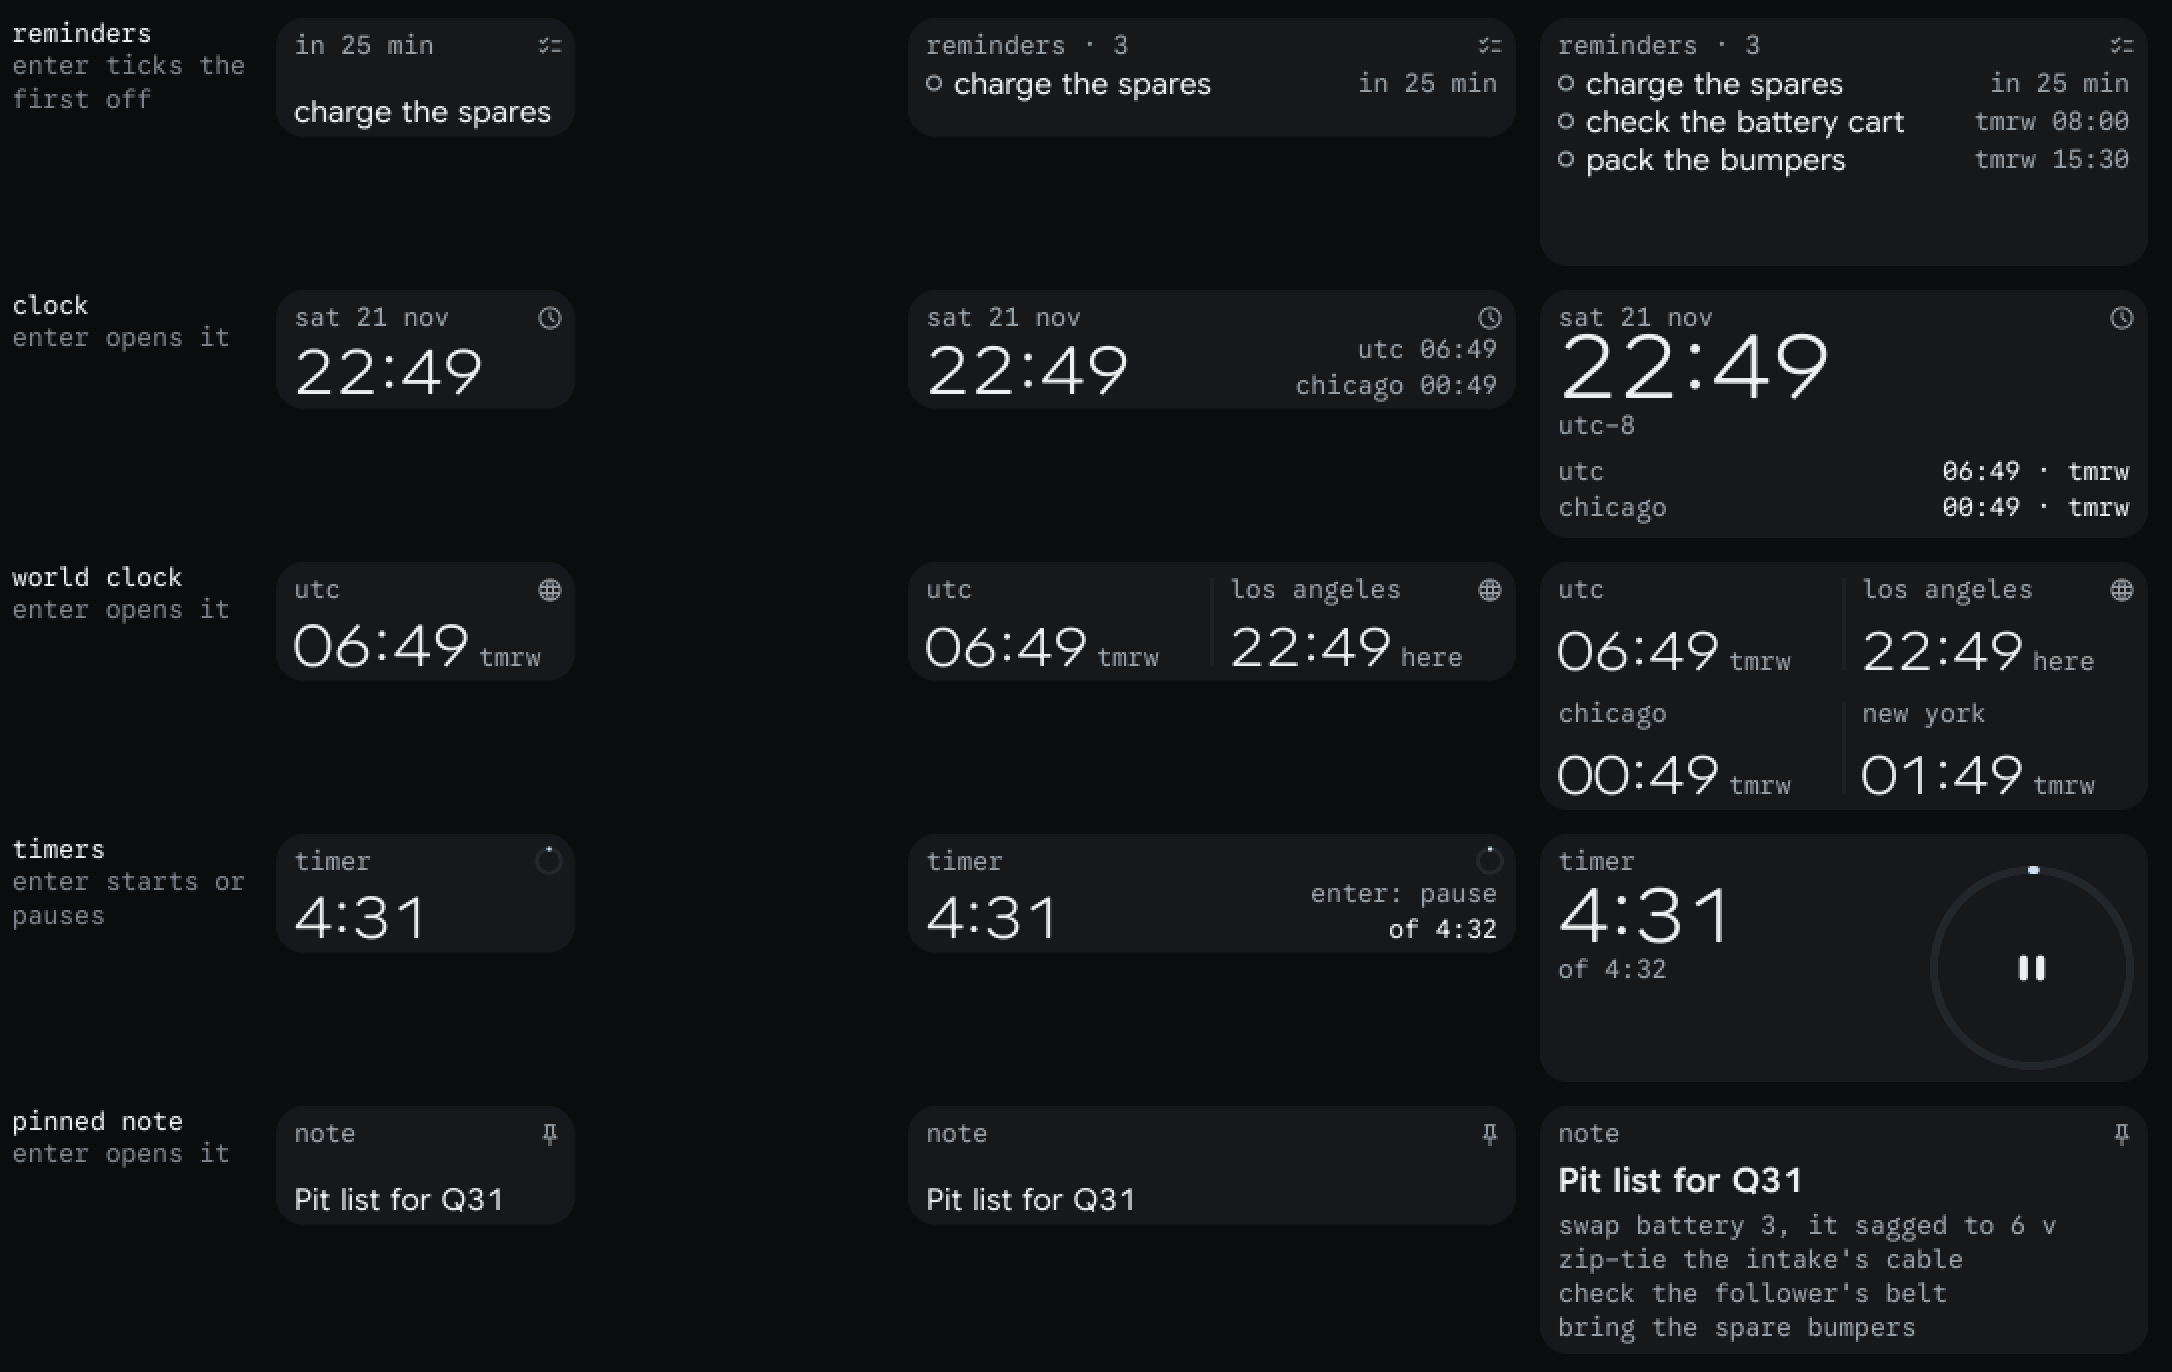 reminders
enter ticks the
first off
in 25 min
charge the spares
reminders · 3
charge the spares in 25 min
reminders · 3
charge the spares in 25 min
check the battery cart tmrw 08:00
pack the bumpers tmrw 15:30
clock
enter opens it
sat 21 nov
22:49
sat 21 nov
22:49
utc 06:49
chicago 00:49
sat 21 nov
22:49
utc-8
utc 06:49 · tmrw
chicago 00:49 · tmrw
world clock
enter opens it
utc
06:49 tmrw
utc
06:49 tmrw
los angeles
22:49 here
utc
06:49 tmrw
los angeles
22:49 here
chicago
00:49 tmrw
new york
01:49 tmrw
timers
enter starts or
pauses
timer
4:31
timer
4:31
enter: pause
of 4:32
timer
4:31
of 4:32
pinned note
enter opens it
note
Pit list for Q31
note
Pit list for Q31
note
Pit list for Q31
swap battery 3, it sagged to 6 v
zip-tie the intake's cable
check the follower's belt
bring the spare bumpers